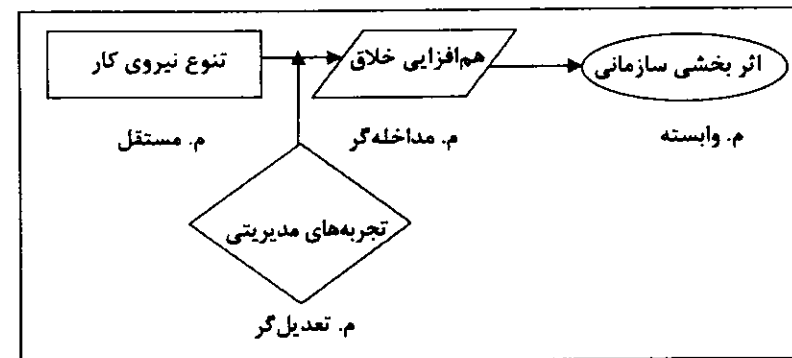 تنوع نیروی کار
هم‌افزایی خلاق
اثر بخشی سازمانی
م. مستقل
م. مداخله‌گر
م. وابسته
تجربه‌های مدیریتی
م. تعدیل‌گر